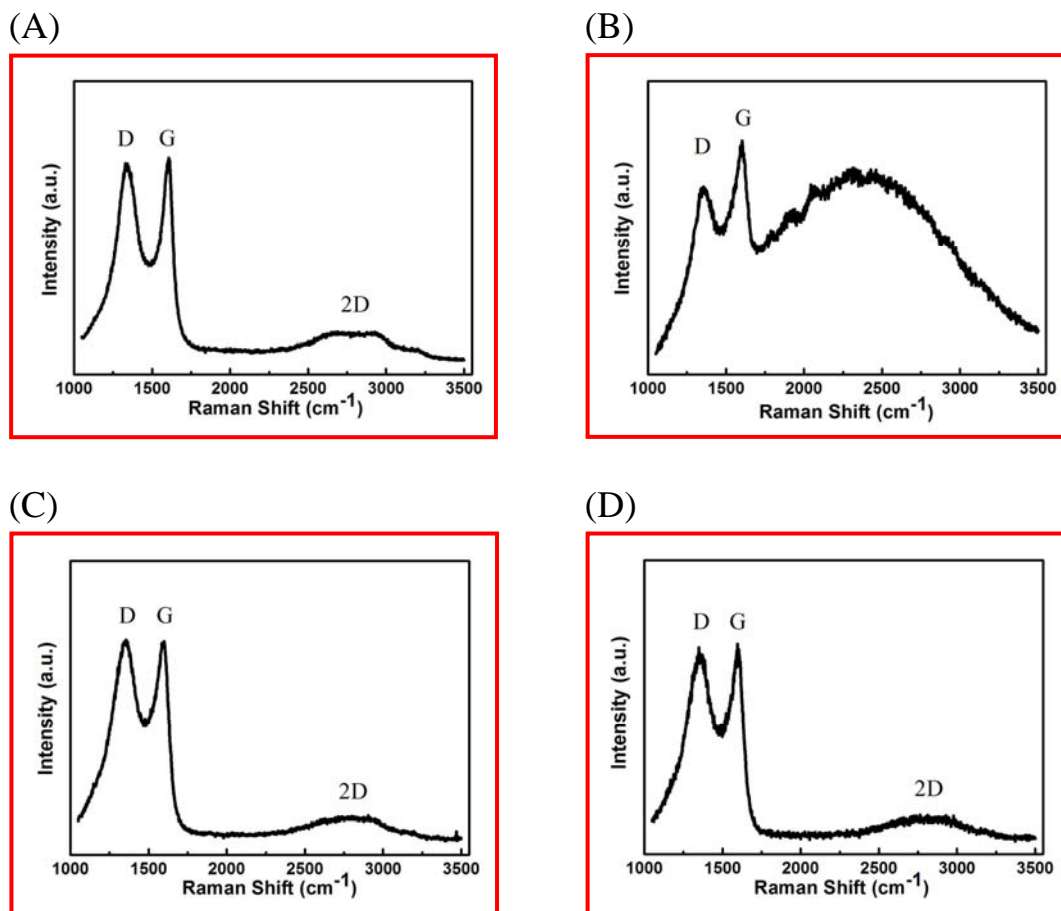 (A)
(B)
D G
2D
Intensity (a.u.)
1000 1500 2000 2500 3000 3500
Raman Shift (cm-1)
D G
Intensity (a.u.)
1000 1500 2000 2500 3000 3500
Raman Shift (cm-1)
(C)
(D)
D G
2D
Intensity (a.u.)
1000 1500 2000 2500 3000 3500
Raman Shift (cm-1)
D G
2D
Intensity (a.u.)
1000 1500 2000 2500 3000 3500
Raman Shift (cm-1)